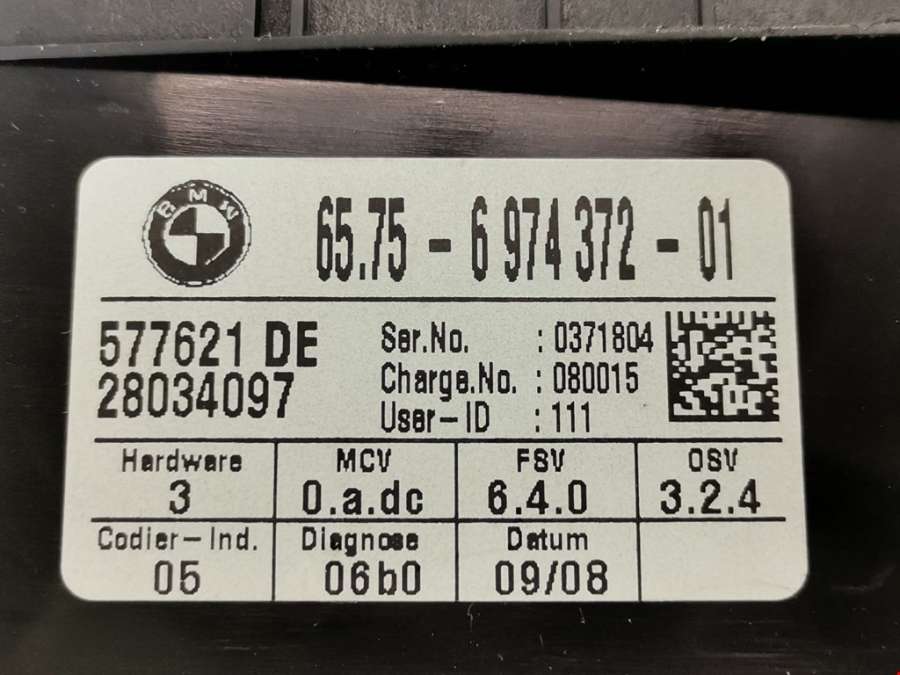 BMW
65.75 - 6 974 372 - 01
577621 DE
28034097
Ser.No. : 0371804
Charge.No. : 080015
User-ID : 111
Hardware MCV FSV OSV
3 0.a.dc 6.4.0 3.2.4
Codier-Ind. Diagnose Datum
05 06b0 09/08